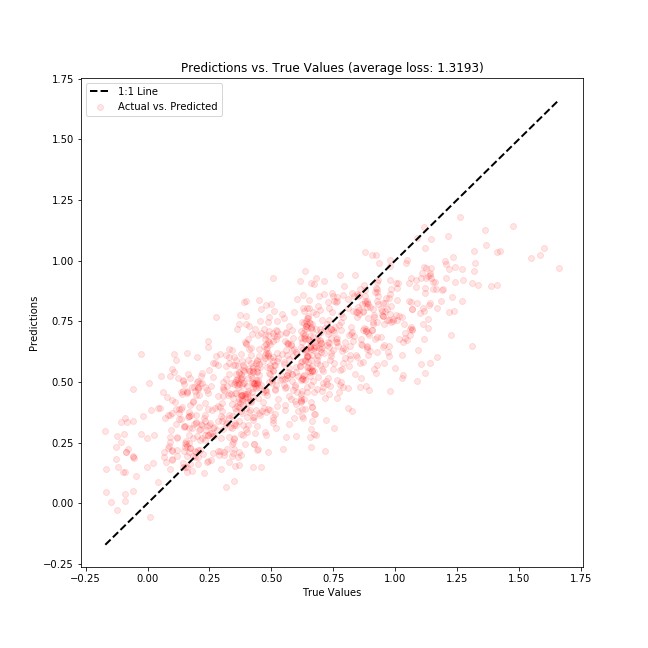 Predictions vs. True Values (average loss: 1.3193)
1:1 Line
Actual vs. Predicted
1.75
1.50
1.25
1.00
0.75
0.50
0.25
0.00
−0.25
Predictions
−0.25 0.00 0.25 0.50 0.75 1.00 1.25 1.50 1.75
True Values